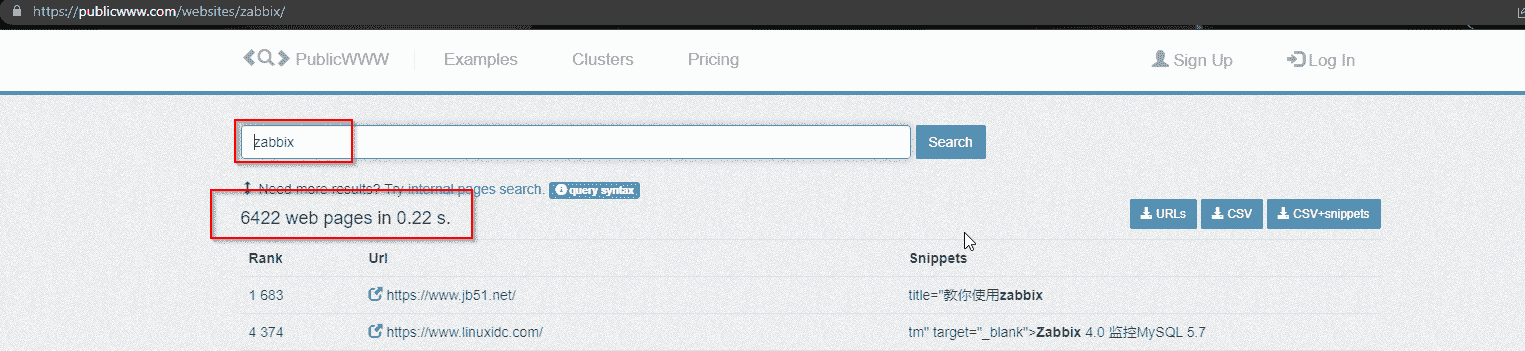 https://publicwww.com/websites/zabbix/
PublicWWW Examples Clusters Pricing Sign Up Log In
zabbix Search
Need more results? Try internal pages search. query syntax
6422 web pages in 0.22 s. URLs CSV CSV+snippets
Rank Url Snippets
1 683 https://www.jb51.net/ title="教你使用zabbix
4 374 https://www.linuxidc.com/ tm" target="_blank">Zabbix 4.0 监控MySQL 5.7